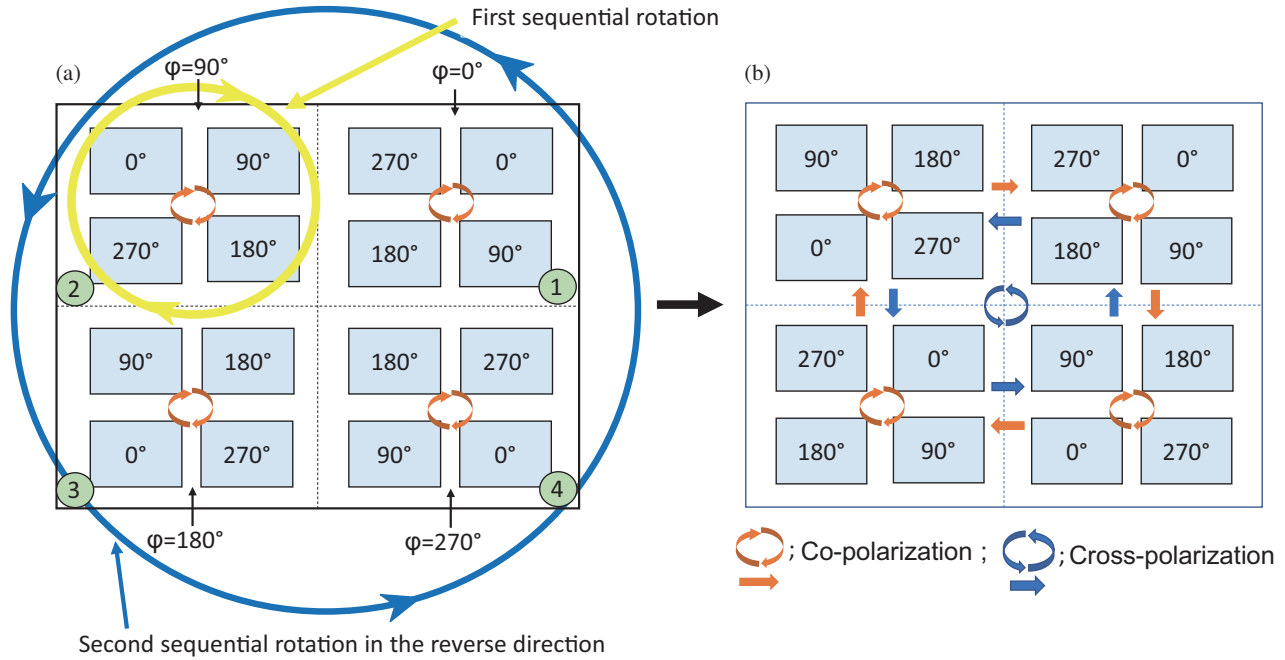 First sequential rotation
(a)
φ=90°
φ=0°
0° 90° 270° 0°
270° 180° 180° 90°
2 1
90° 180° 180° 270°
0° 270° 90° 0°
3 4
φ=180° φ=270°
Second sequential rotation in the reverse direction
(b)
90° 180° 270° 0°
0° 270° 180° 90°
270° 0° 90° 180°
180° 90° 0° 270°
; Co-polarization ; ; Cross-polarization